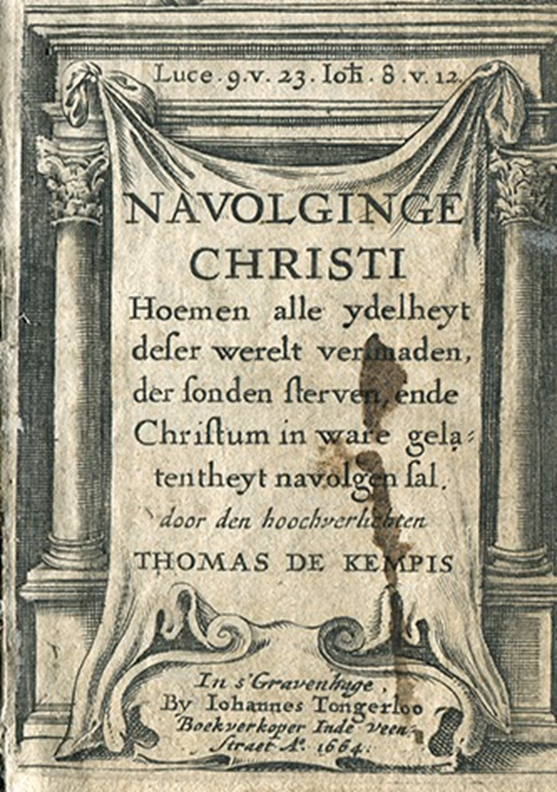 Luce . 9 . v . 23 . Ioh̄ . 8 . v . 12
NAVOLGINGE
CHRISTI
Hoemen alle ydelheyt
deſer werelt versmaden,
der ſonden ſterven, ende
Chriſtum in ware gela⸗
tentheyt navolgen ſal.
door den hoochverlichten
THOMAS DE KEMPIS
In s'Gravenhage,
By Iohannes Tongerloo
Boekverkoper Inde veen⸗
ſtraet A°. 1664.